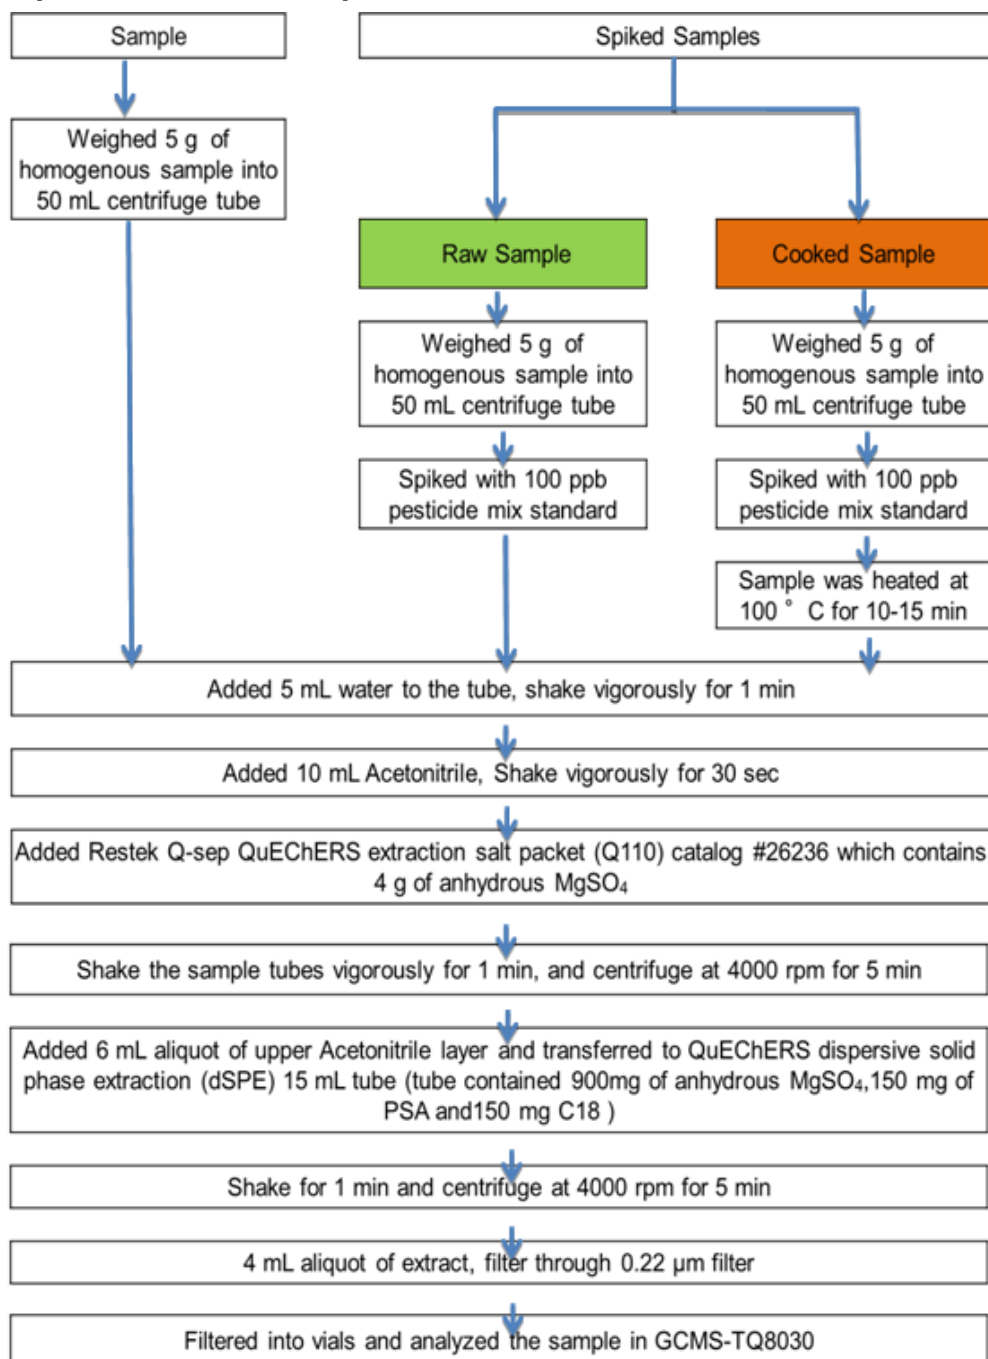 Sample
Spiked Samples
Weighed 5 g of
homogenous sample into
50 mL centrifuge tube
Raw Sample
Cooked Sample
Weighed 5 g of
homogenous sample into
50 mL centrifuge tube
Weighed 5 g of
homogenous sample into
50 mL centrifuge tube
Spiked with 100 ppb
pesticide mix standard
Spiked with 100 ppb
pesticide mix standard
Sample was heated at
100 ° C for 10-15 min
Added 5 mL water to the tube, shake vigorously for 1 min
Added 10 mL Acetonitrile, Shake vigorously for 30 sec
Added Restek Q-sep QuEChERS extraction salt packet (Q110) catalog #26236 which contains
4 g of anhydrous MgSO₄
Shake the sample tubes vigorously for 1 min, and centrifuge at 4000 rpm for 5 min
Added 6 mL aliquot of upper Acetonitrile layer and transferred to QuEChERS dispersive solid
phase extraction (dSPE) 15 mL tube (tube contained 900mg of anhydrous MgSO₄,150 mg of
PSA and150 mg C18 )
Shake for 1 min and centrifuge at 4000 rpm for 5 min
4 mL aliquot of extract, filter through 0.22 µm filter
Filtered into vials and analyzed the sample in GCMS-TQ8030